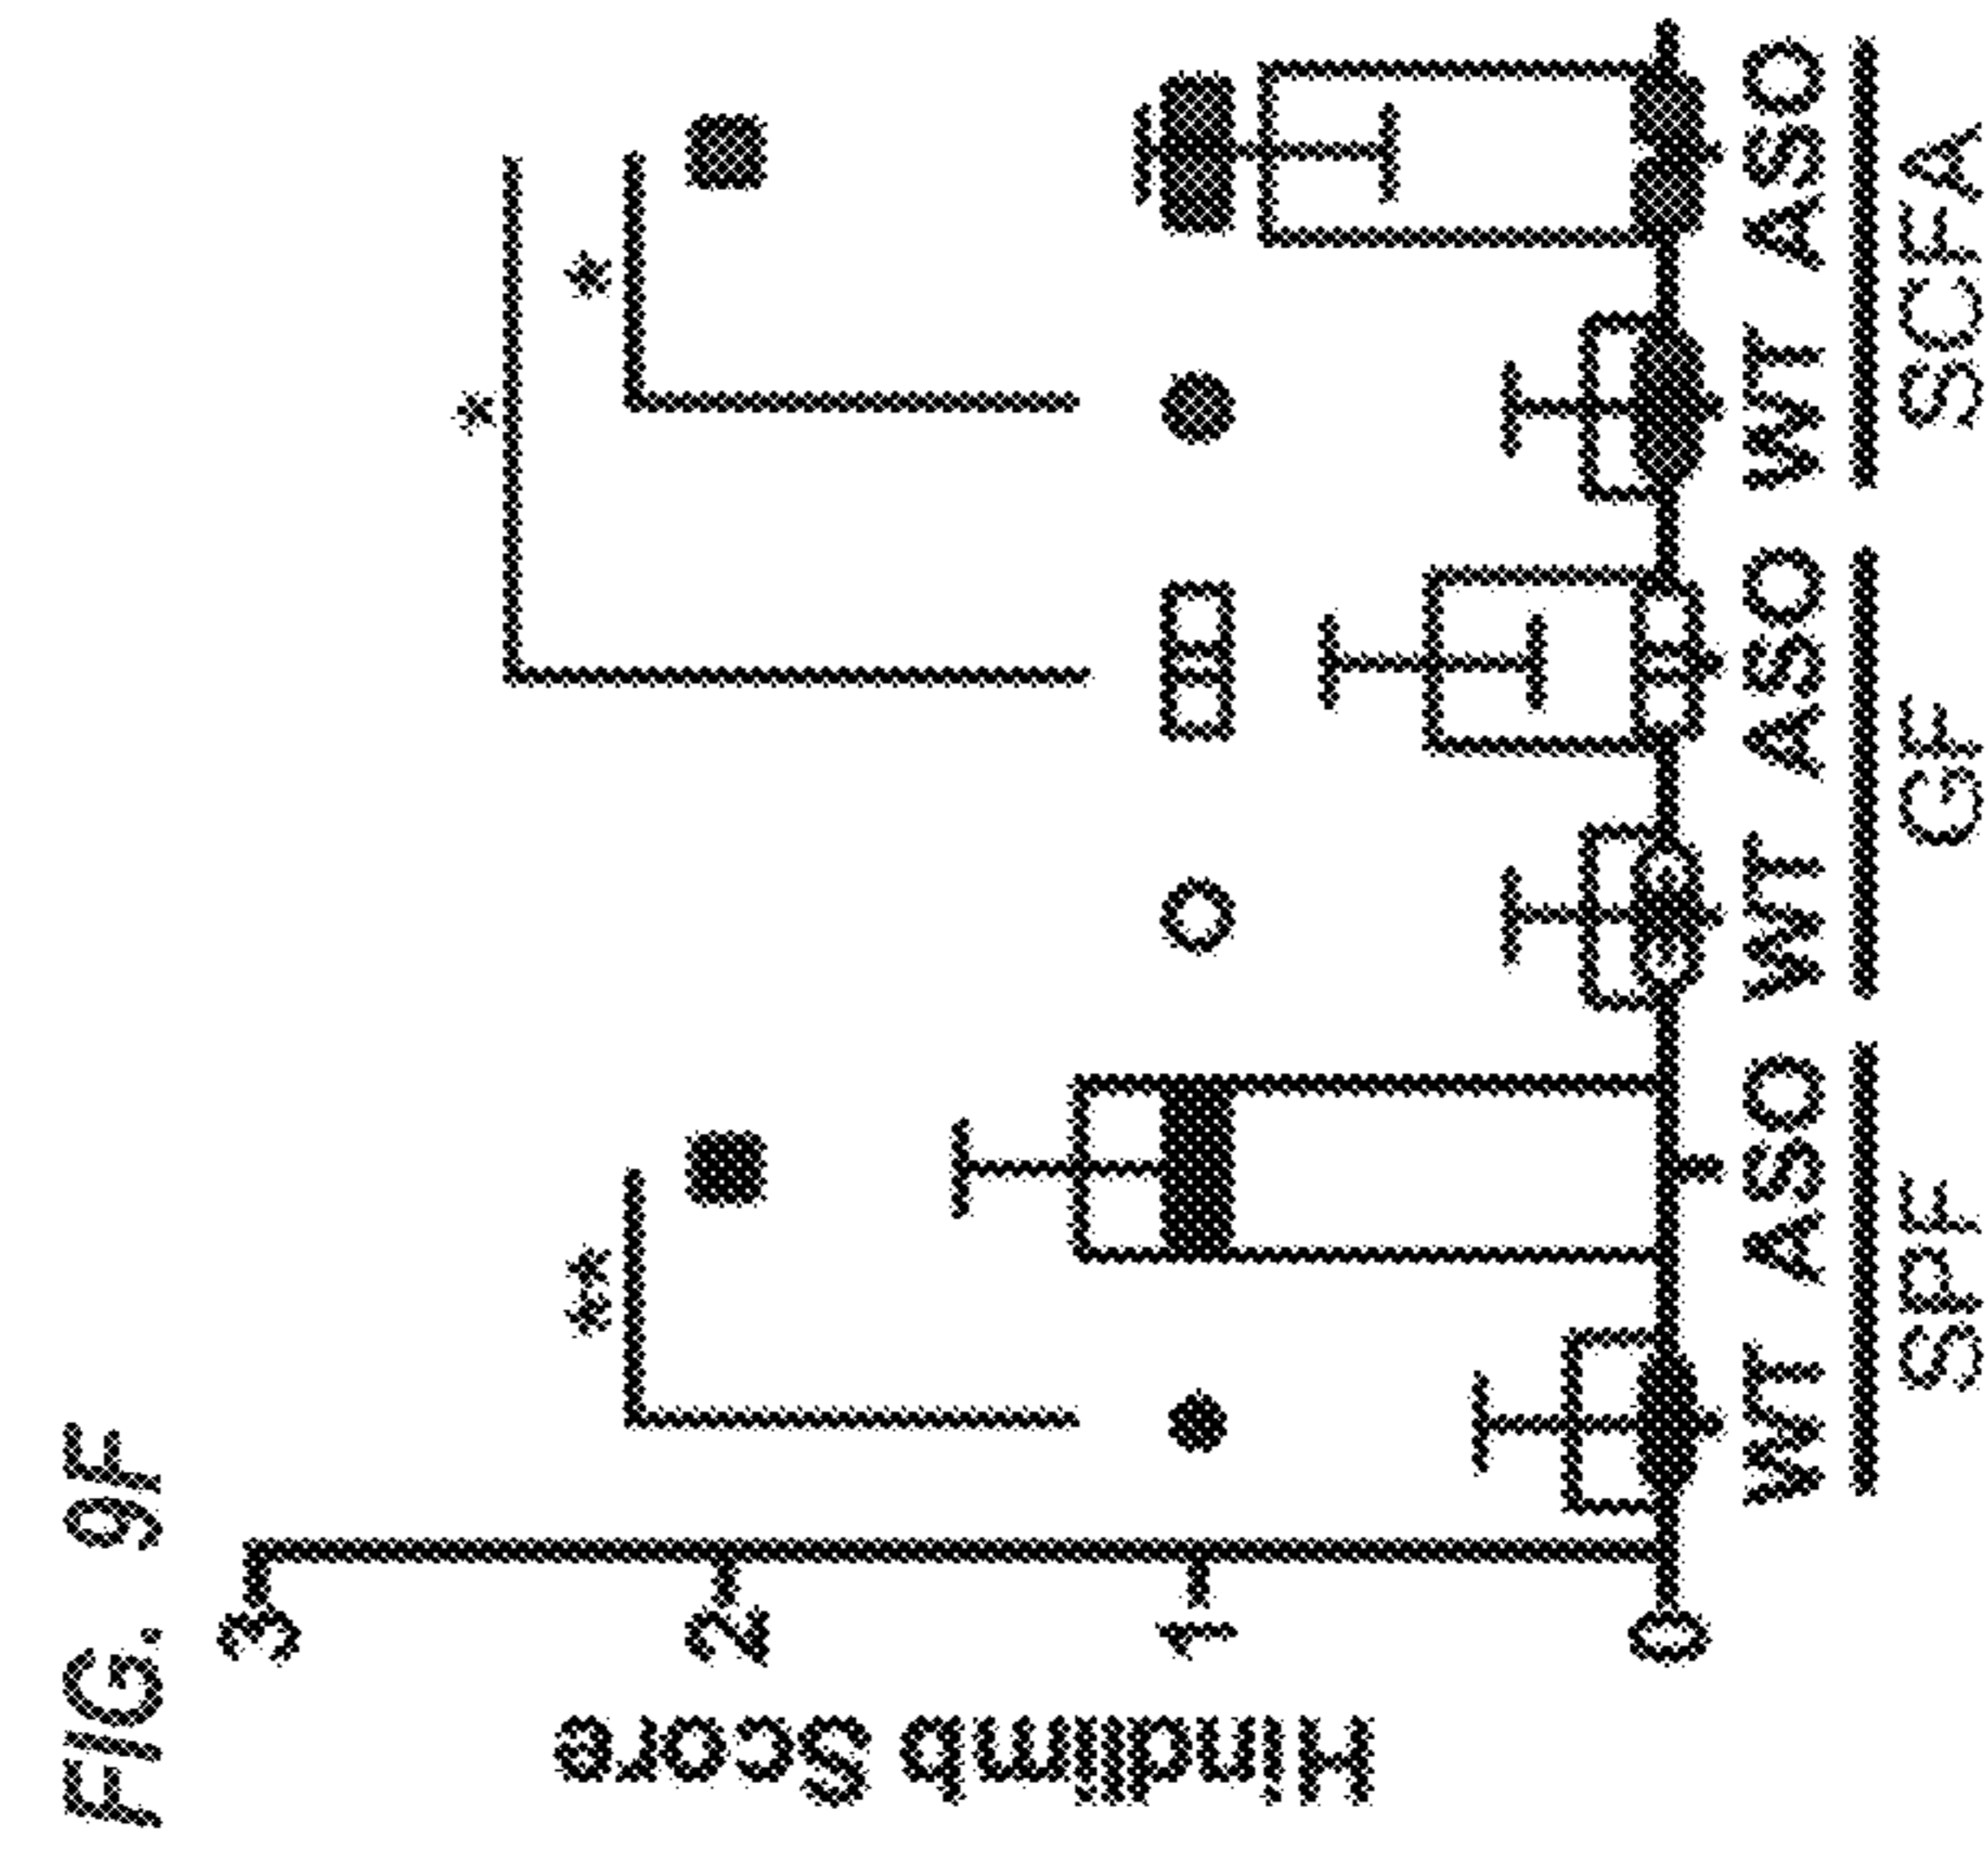 FIG. 9F
Hindlimb Score
3
2
1
0
**
*
*
WT ASO WT ASO WT ASO
SPF GF SCFA